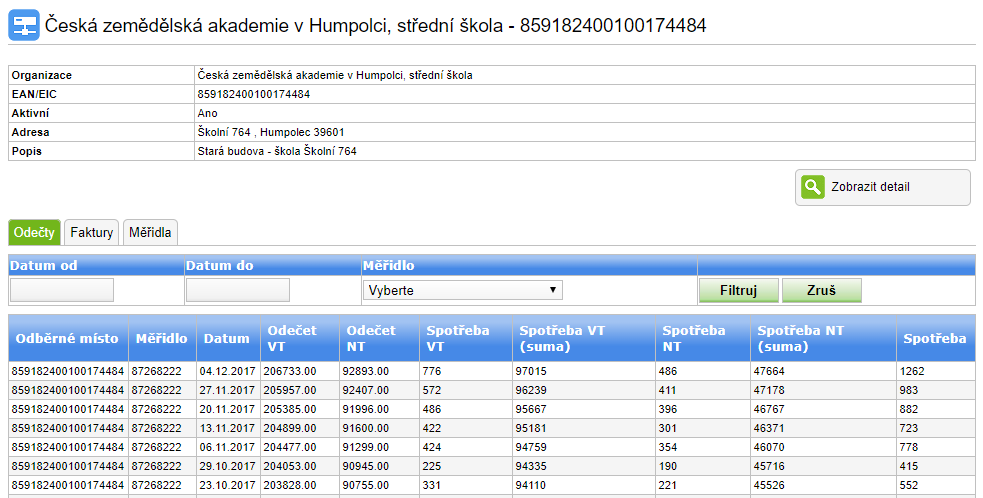 Česká zemědělská akademie v Humpolci, střední škola - 859182400100174484
Organizace Česká zemědělská akademie v Humpolci, střední škola
EAN/EIC 859182400100174484
Aktivní Ano
Adresa Školní 764 , Humpolec 39601
Popis Stará budova - škola Školní 764
Zobrazit detail
Odečty Faktury Měřidla
Datum od Datum do Měřidlo
Vyberte Filtruj Zruš
Odběrné místo Měřidlo Datum Odečet VT Odečet NT Spotřeba VT Spotřeba VT (suma) Spotřeba NT Spotřeba NT (suma) Spotřeba
859182400100174484 87268222 04.12.2017 206733.00 92893.00 776 97015 486 47664 1262
859182400100174484 87268222 27.11.2017 205957.00 92407.00 572 96239 411 47178 983
859182400100174484 87268222 20.11.2017 205385.00 91996.00 486 95667 396 46767 882
859182400100174484 87268222 13.11.2017 204899.00 91600.00 422 95181 301 46371 723
859182400100174484 87268222 06.11.2017 204477.00 91299.00 424 94759 354 46070 778
859182400100174484 87268222 29.10.2017 204053.00 90945.00 225 94335 190 45716 415
859182400100174484 87268222 23.10.2017 203828.00 90755.00 331 94110 221 45526 552